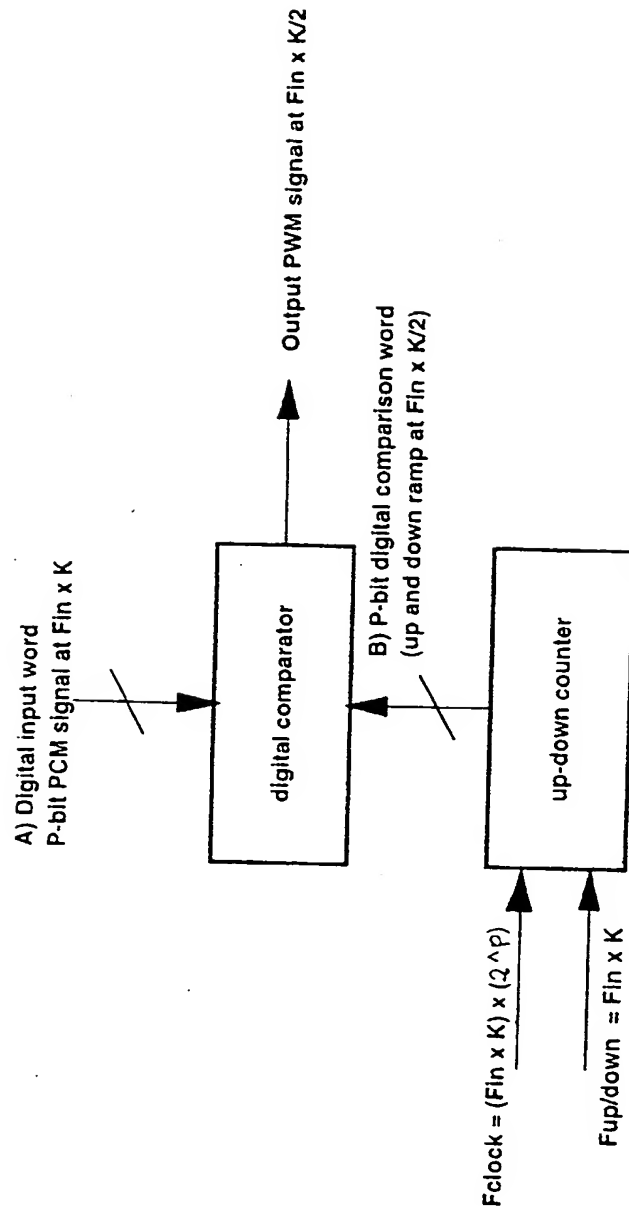 A) Digital input word
P-bit PCM signal at Fin x K
digital comparator
Output PWM signal at Fin x K/2
B) P-bit digital comparison word
(up and down ramp at Fin x K/2)
up-down counter
Fclock = (Fin x K) x (2^P)
Fup/down = Fin x K